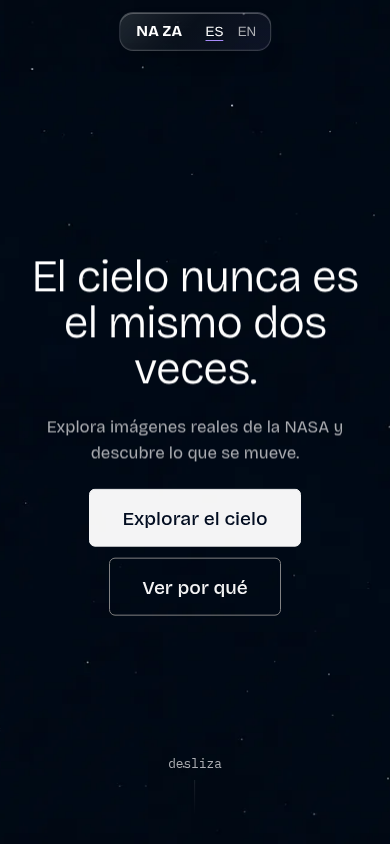 NA ZA ES EN
El cielo nunca es
el mismo dos
veces.
Explora imágenes reales de la NASA y
descubre lo que se mueve.
Explorar el cielo
Ver por qué
desliza